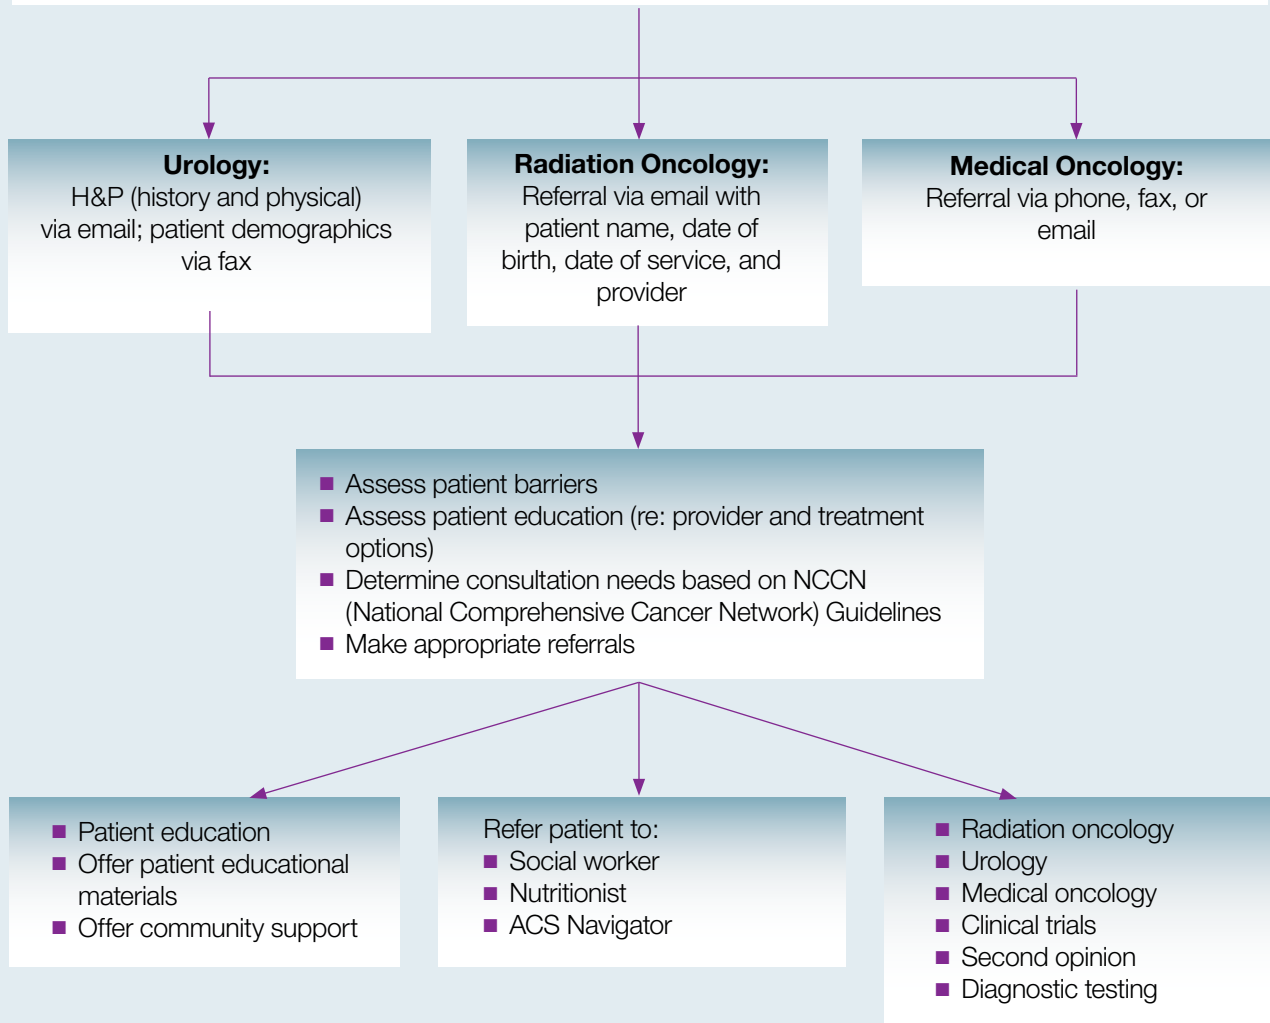 Urology:
H&P (history and physical)
via email; patient demographics
via fax
Radiation Oncology:
Referral via email with
patient name, date of
birth, date of service, and
provider
Medical Oncology:
Referral via phone, fax, or
email
■ Assess patient barriers
■ Assess patient education (re: provider and treatment
options)
■ Determine consultation needs based on NCCN
(National Comprehensive Cancer Network) Guidelines
■ Make appropriate referrals
■ Patient education
■ Offer patient educational
materials
■ Offer community support
Refer patient to:
■ Social worker
■ Nutritionist
■ ACS Navigator
■ Radiation oncology
■ Urology
■ Medical oncology
■ Clinical trials
■ Second opinion
■ Diagnostic testing